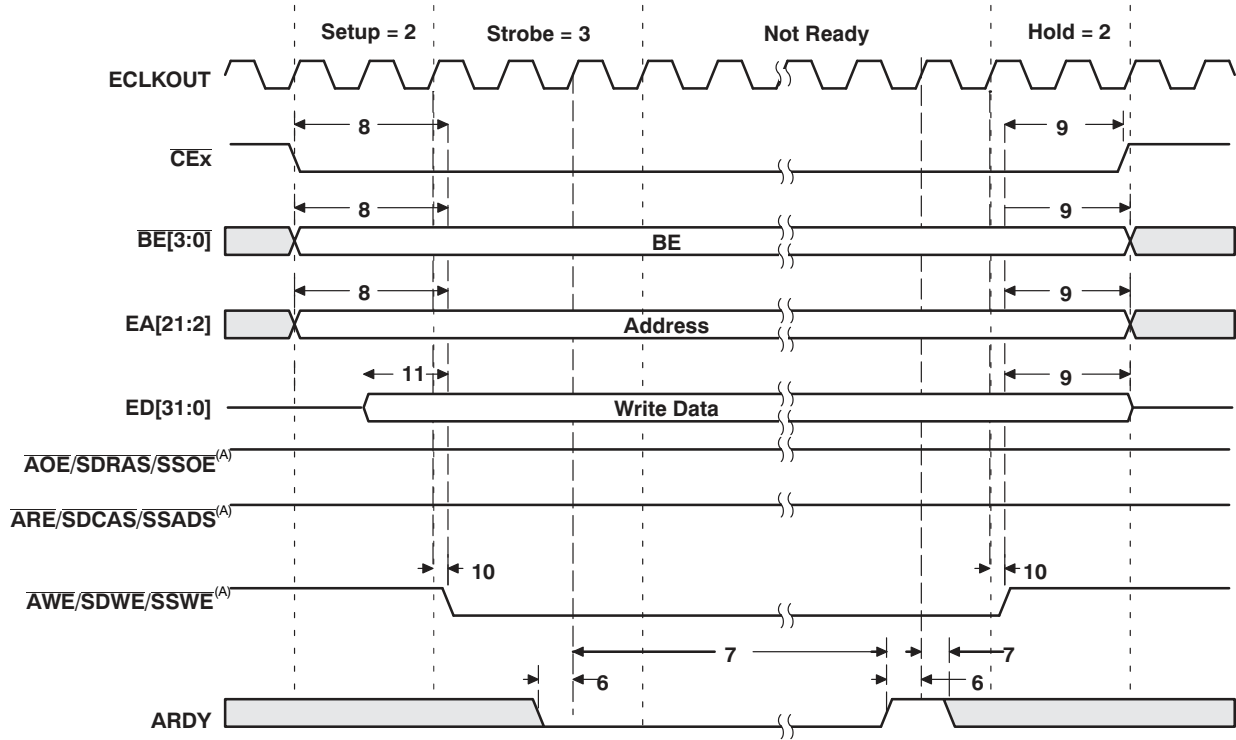 Setup = 2 Strobe = 3 Not Ready Hold = 2
ECLKOUT
8 9
CEx
8 9
BE[3:0] BE
8 9
EA[21:2] Address
11 9
ED[31:0] Write Data
AOE/SDRAS/SSOE(A)
ARE/SDCAS/SSADS(A)
10 10
AWE/SDWE/SSWE(A)
7 7
6 6
ARDY